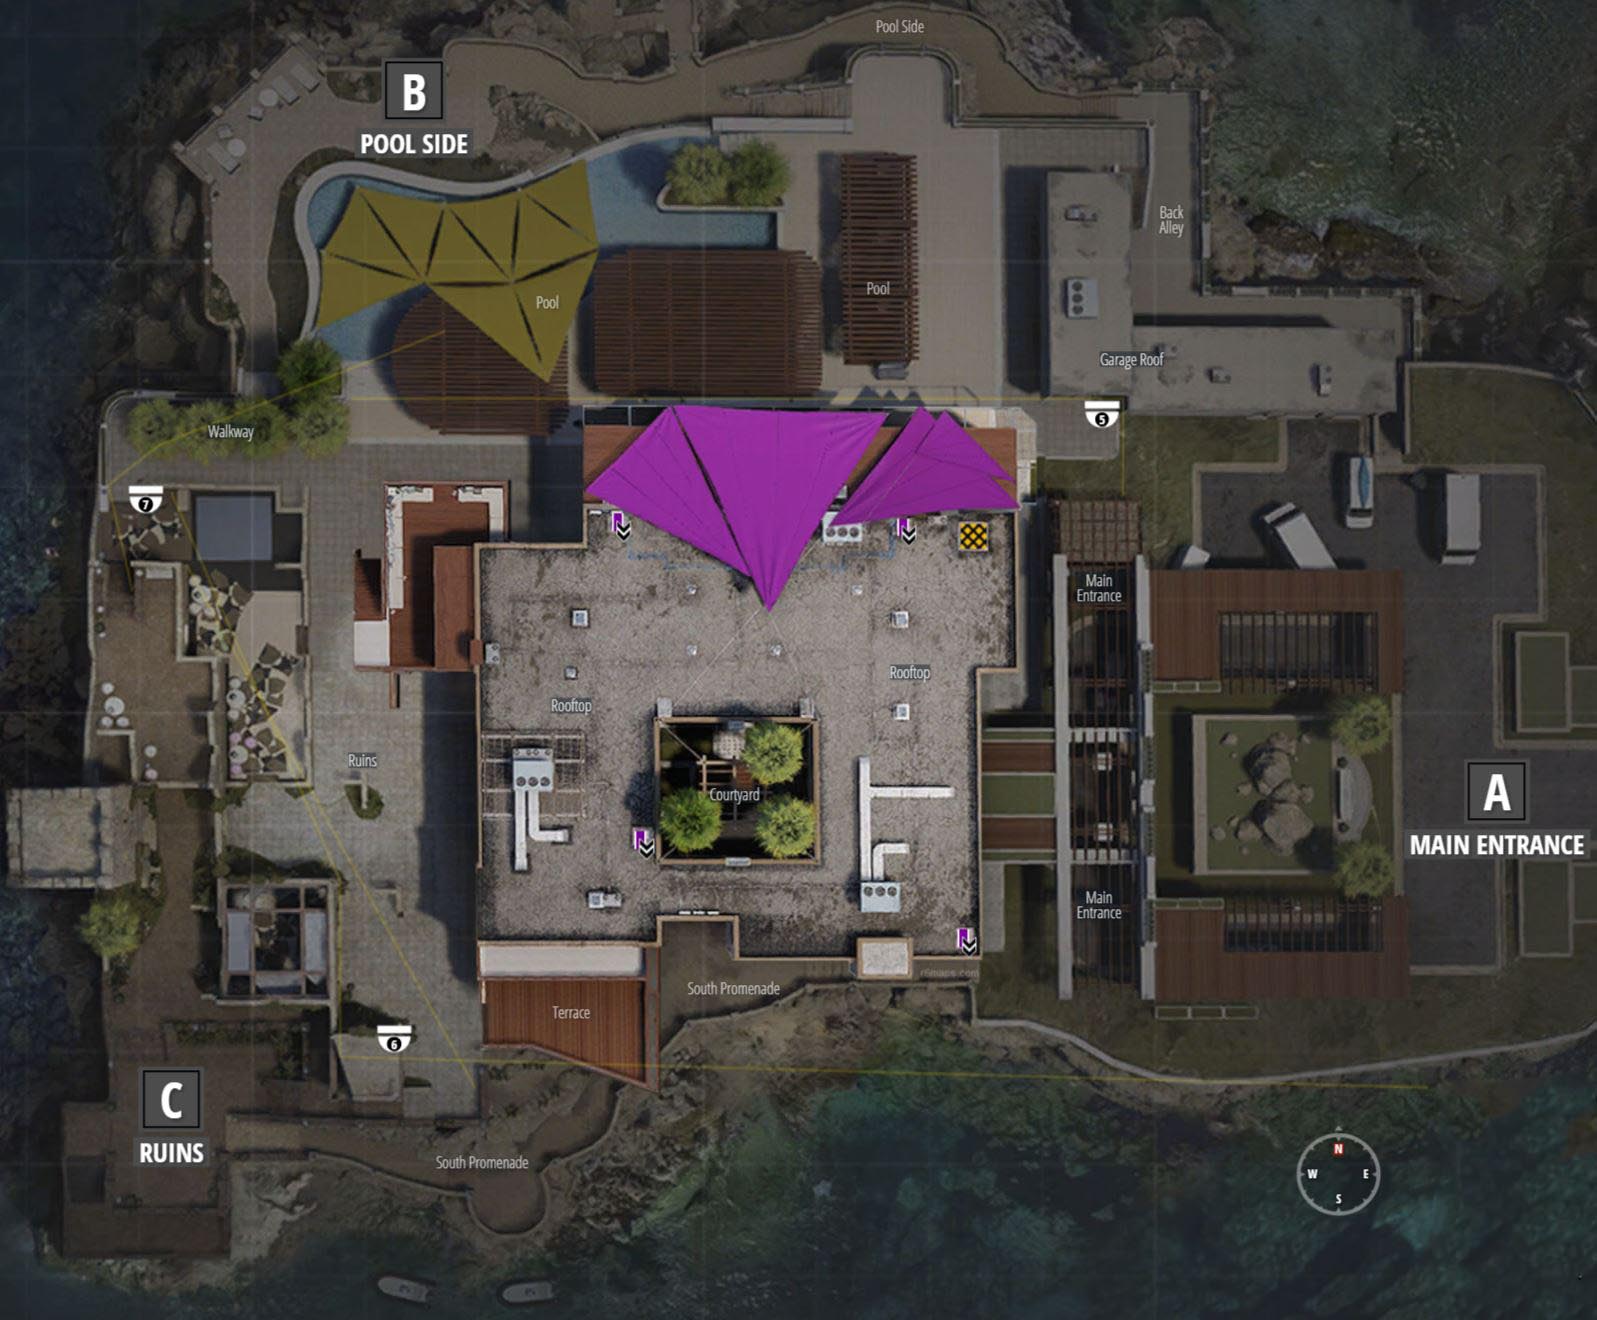 Pool Side
B
POOL SIDE
Back
Alley
Pool
Pool
Garage Roof
5
Walkway
7
Main
Entrance
Rooftop
Rooftop
Ruins
Courtyard
A
MAIN ENTRANCE
Main
Entrance
r6maps.com
South Promenade
Terrace
6
C
RUINS
South Promenade
N
W
E
S